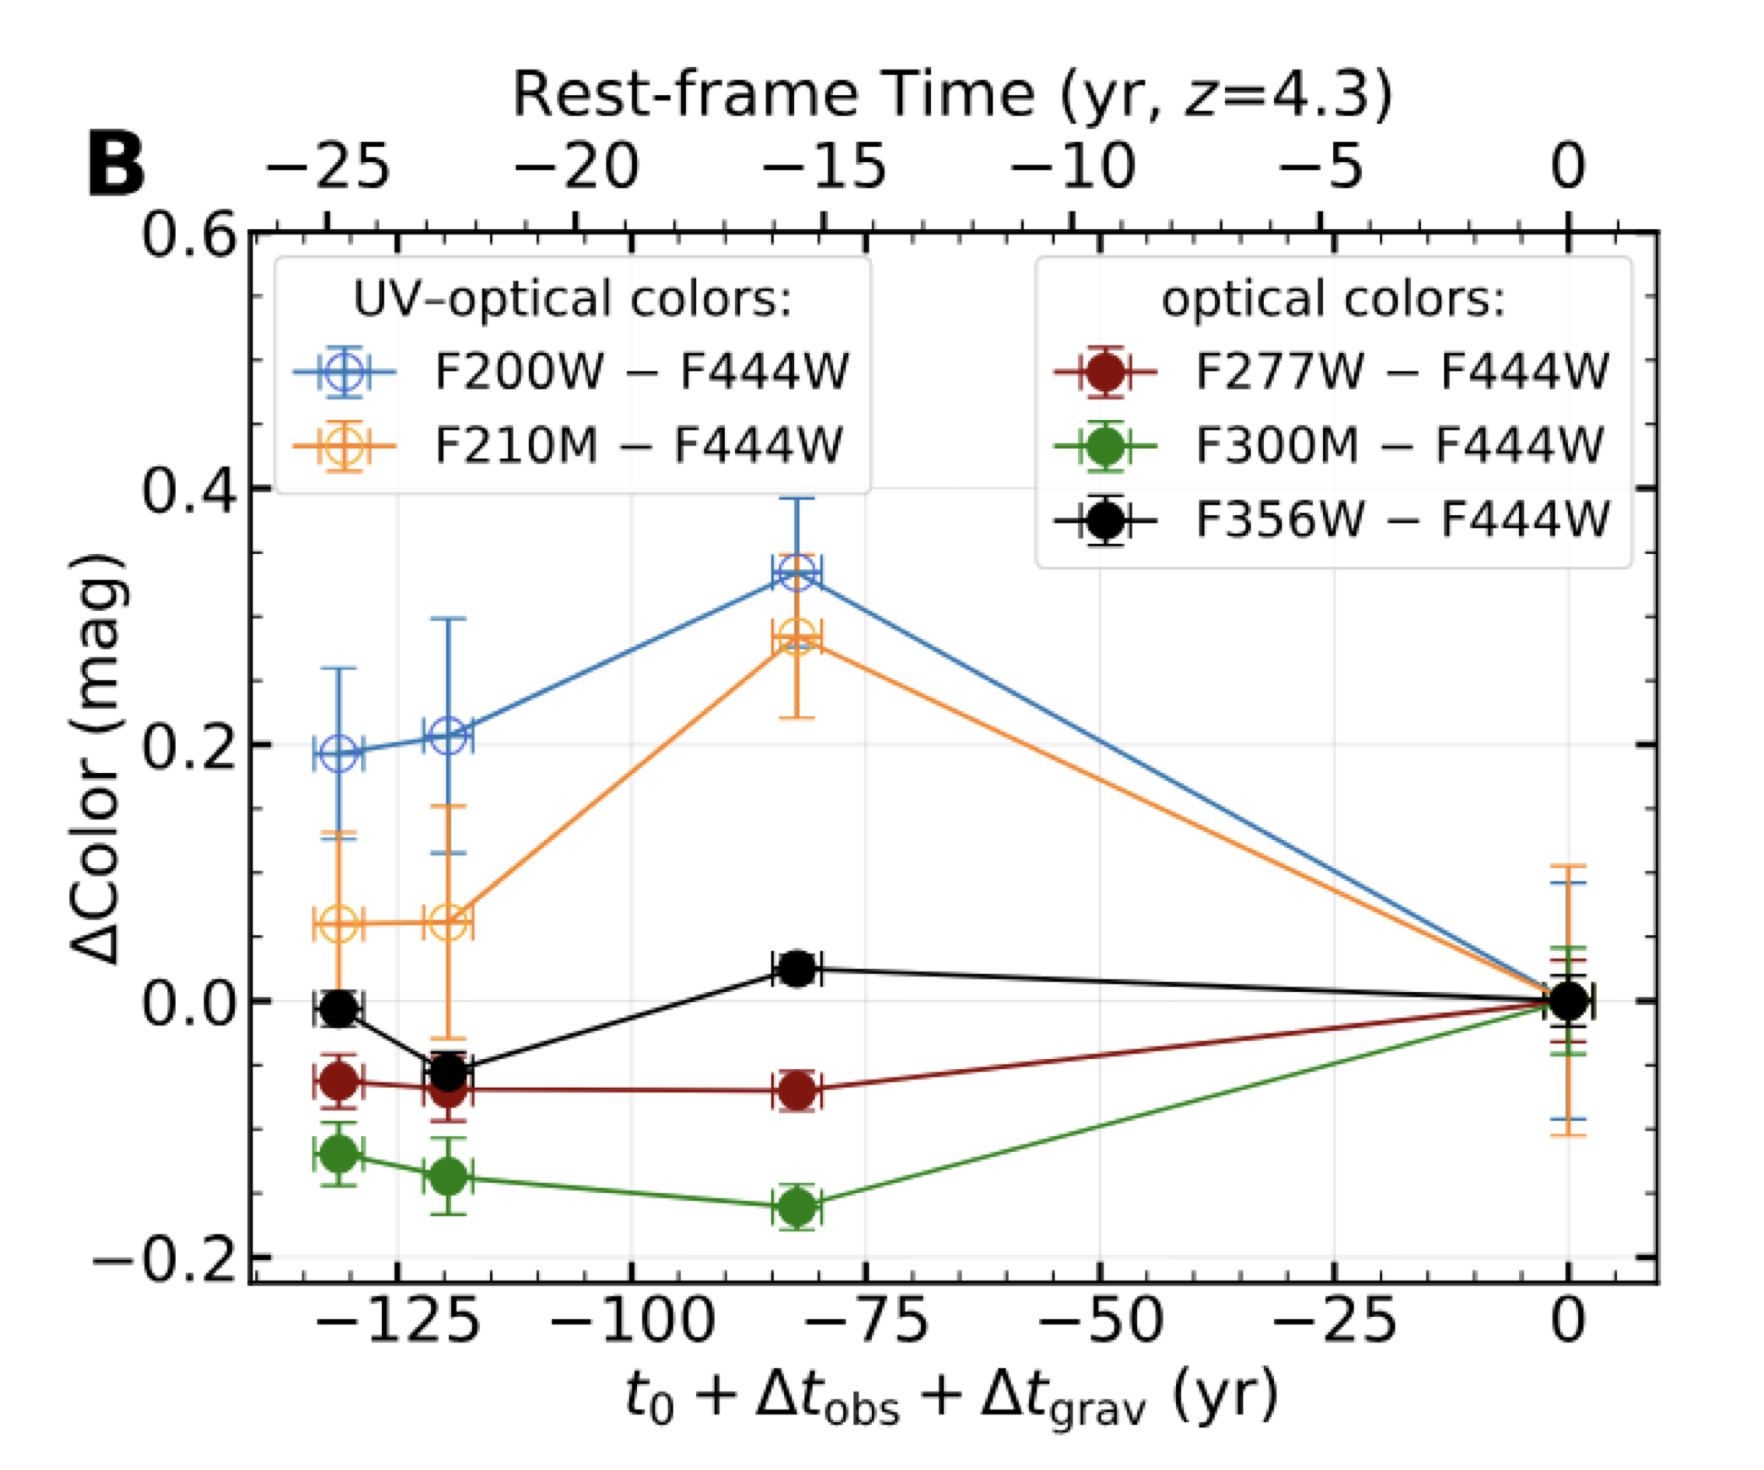 Rest-frame Time (yr, z=4.3)
B
−25 −20 −15 −10 −5 0
UV–optical colors:
F200W − F444W
F210M − F444W
optical colors:
F277W − F444W
F300M − F444W
F356W − F444W
ΔColor (mag)
0.6
0.4
0.2
0.0
−0.2
−125 −100 −75 −50 −25 0
t₀ + Δt_obs + Δt_grav (yr)